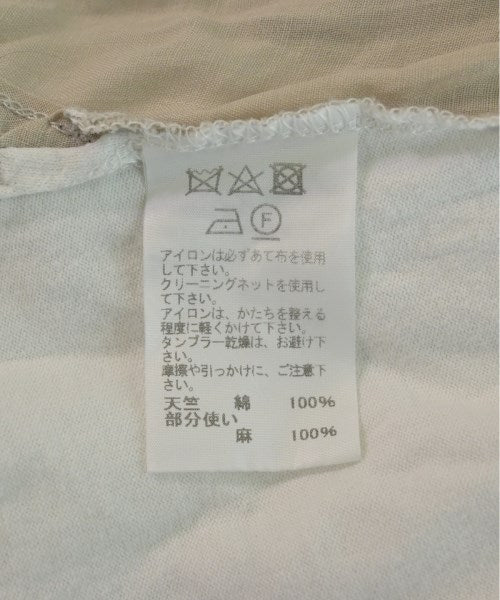 F
アイロンは必ずあて布を使用
して下さい。
クリーニングネットを使用し
て下さい。
アイロンは、かたちを整える
程度に軽くかけて下さい。
タンブラー乾燥は、お避け下
さい。
摩擦や引っかけに、ご注意下
さい。
天竺 綿 100%
部分使い
麻 100%